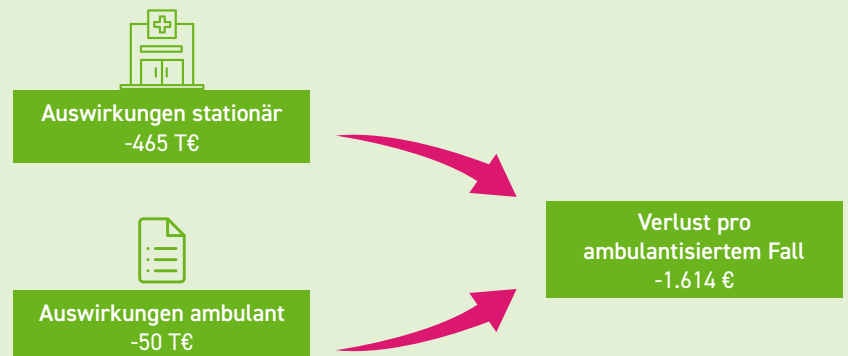 Auswirkungen stationär
-465 T€
Auswirkungen ambulant
-50 T€
Verlust pro
ambulantisiertem Fall
-1.614 €